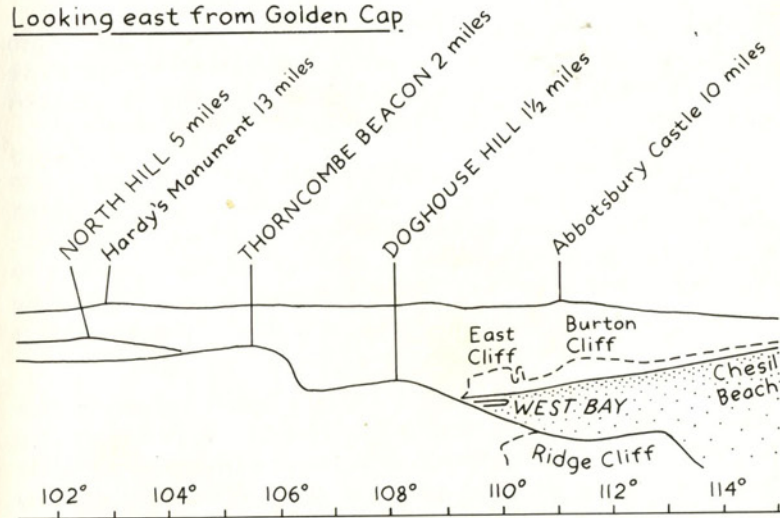 Looking east from Golden Cap
NORTH HILL 5 miles
Hardy's Monument 13 miles
THORNCOMBE BEACON 2 miles
DOGHOUSE HILL 1½ miles
Abbotsbury Castle 10 miles
East
Cliff
Burton
Cliff
Chesil
Beach
WEST BAY
Ridge Cliff
102° 104° 106° 108° 110° 112° 114°